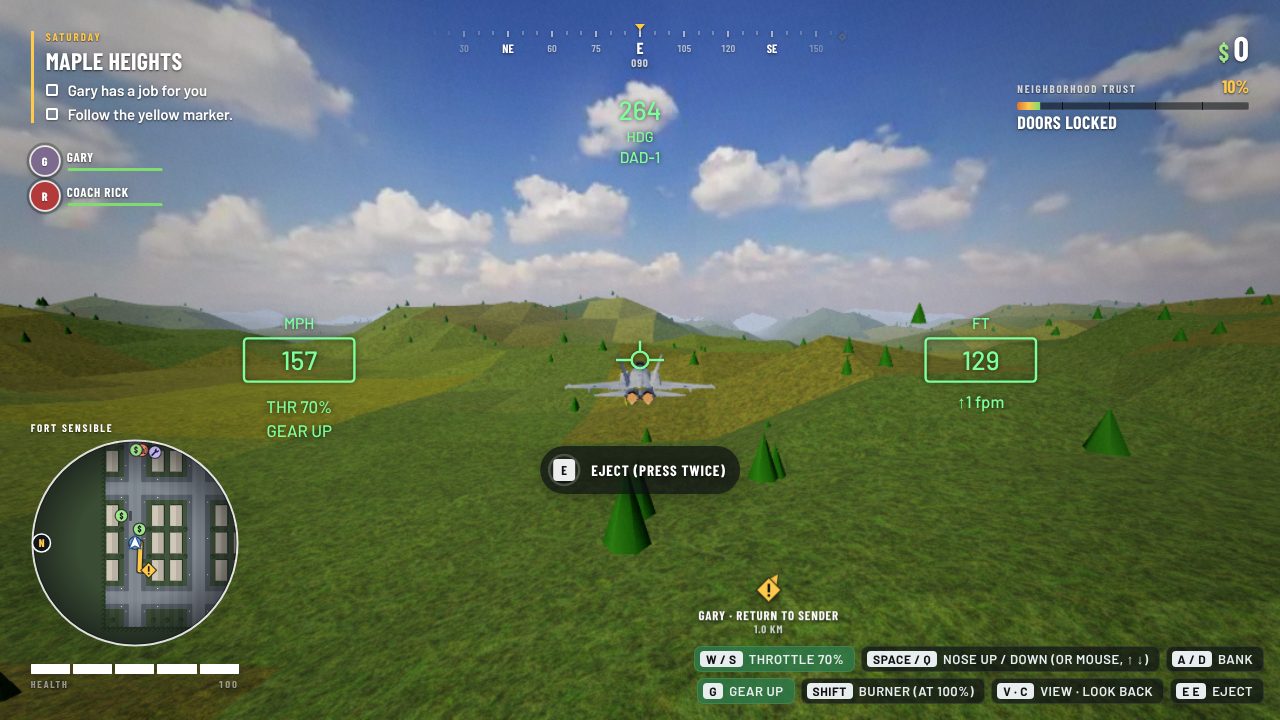 SATURDAY
MAPLE HEIGHTS
Gary has a job for you
Follow the yellow marker.
G GARY
R COACH RICK
30 NE 60 75 E 105 120 SE 150
090
264
HDG
DAD-1
$ 0
NEIGHBORHOOD TRUST 10%
DOORS LOCKED
MPH
157
THR 70%
GEAR UP
FT
129
↑1 fpm
E EJECT (PRESS TWICE)
FORT SENSIBLE
$
$
$
N
!
HEALTH 100
!
GARY · RETURN TO SENDER
1.0 KM
W / S THROTTLE 70% SPACE / Q NOSE UP / DOWN (OR MOUSE, ↑ ↓) A / D BANK
G GEAR UP SHIFT BURNER (AT 100%) V · C VIEW · LOOK BACK E E EJECT